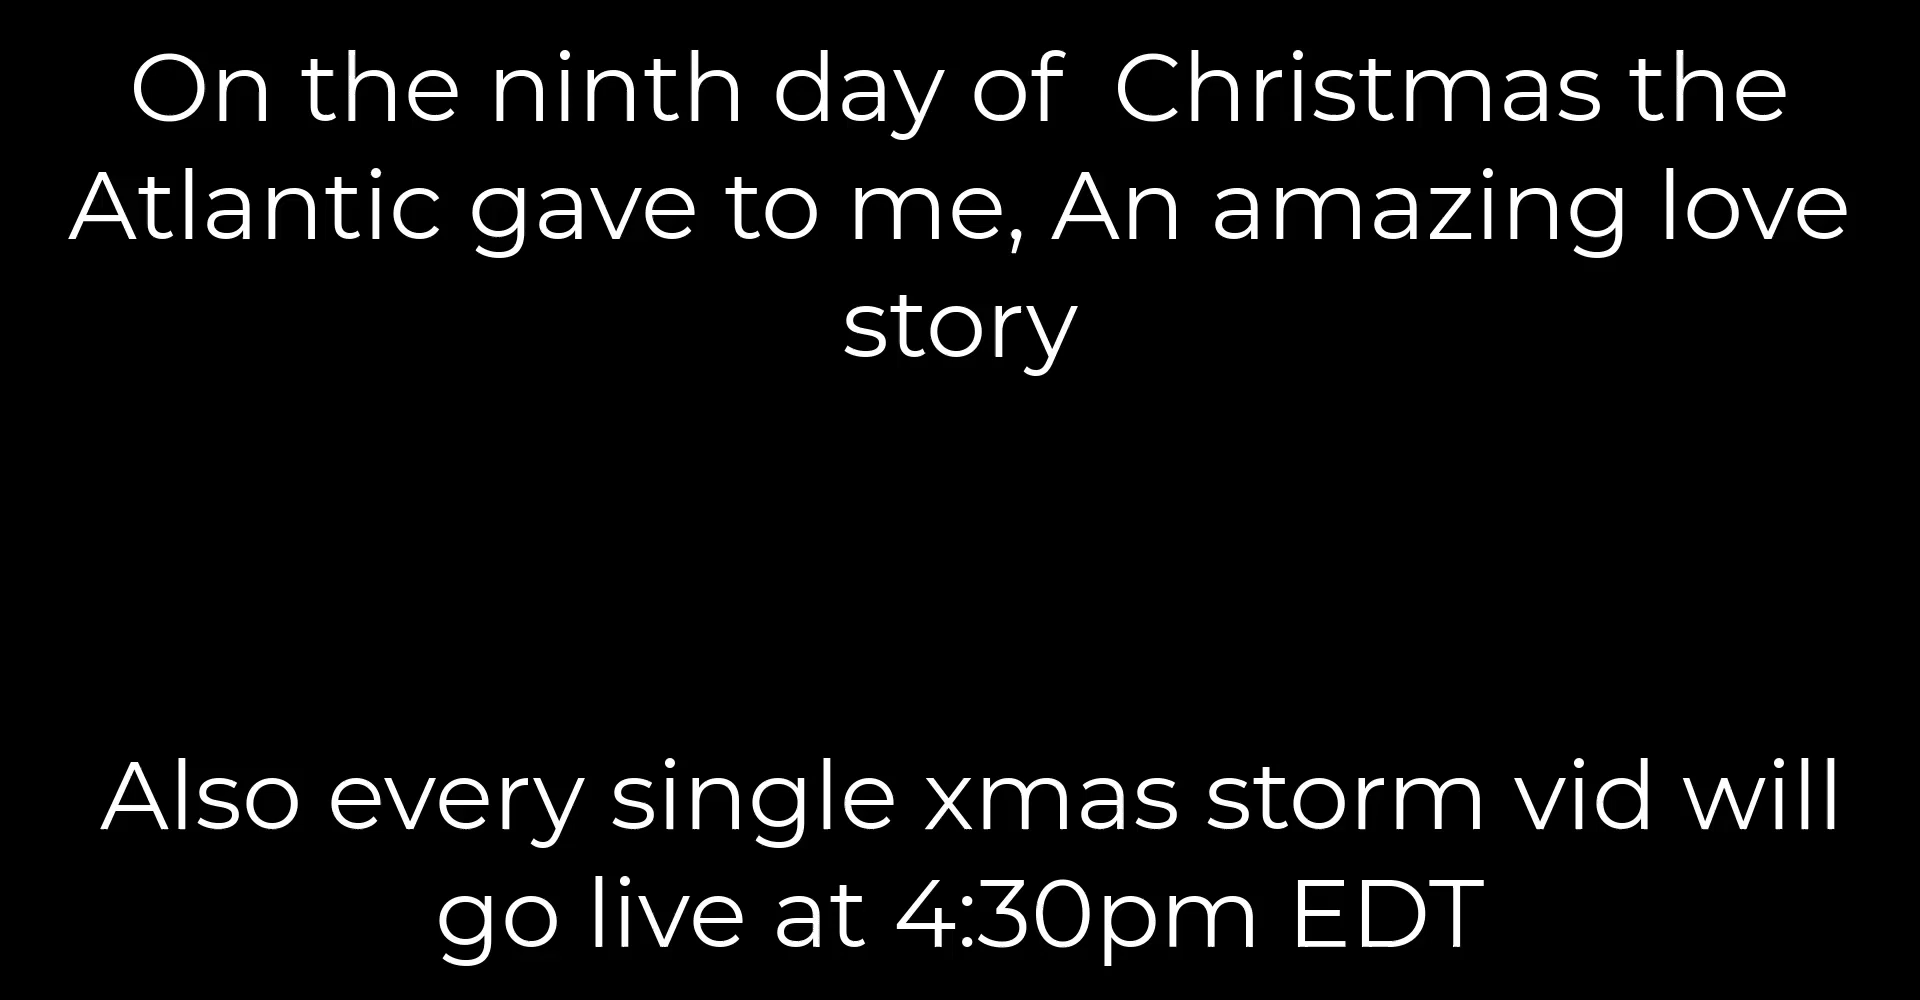 On the ninth day of  Christmas the
Atlantic gave to me, An amazing love
story
Also every single xmas storm vid will
go live at 4:30pm EDT